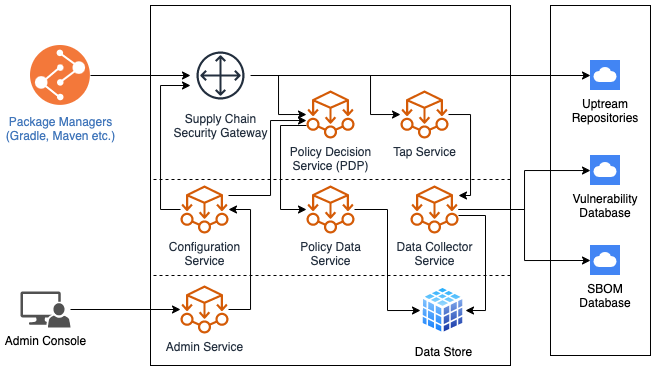 Package Managers
(Gradle, Maven etc.)
Supply Chain
Security Gateway
Policy Decision
Service (PDP)
Tap Service
Uptream
Repositories
Configuration
Service
Policy Data
Service
Data Collector
Service
Vulnerability
Database
SBOM
Database
Admin Console
Admin Service
Data Store